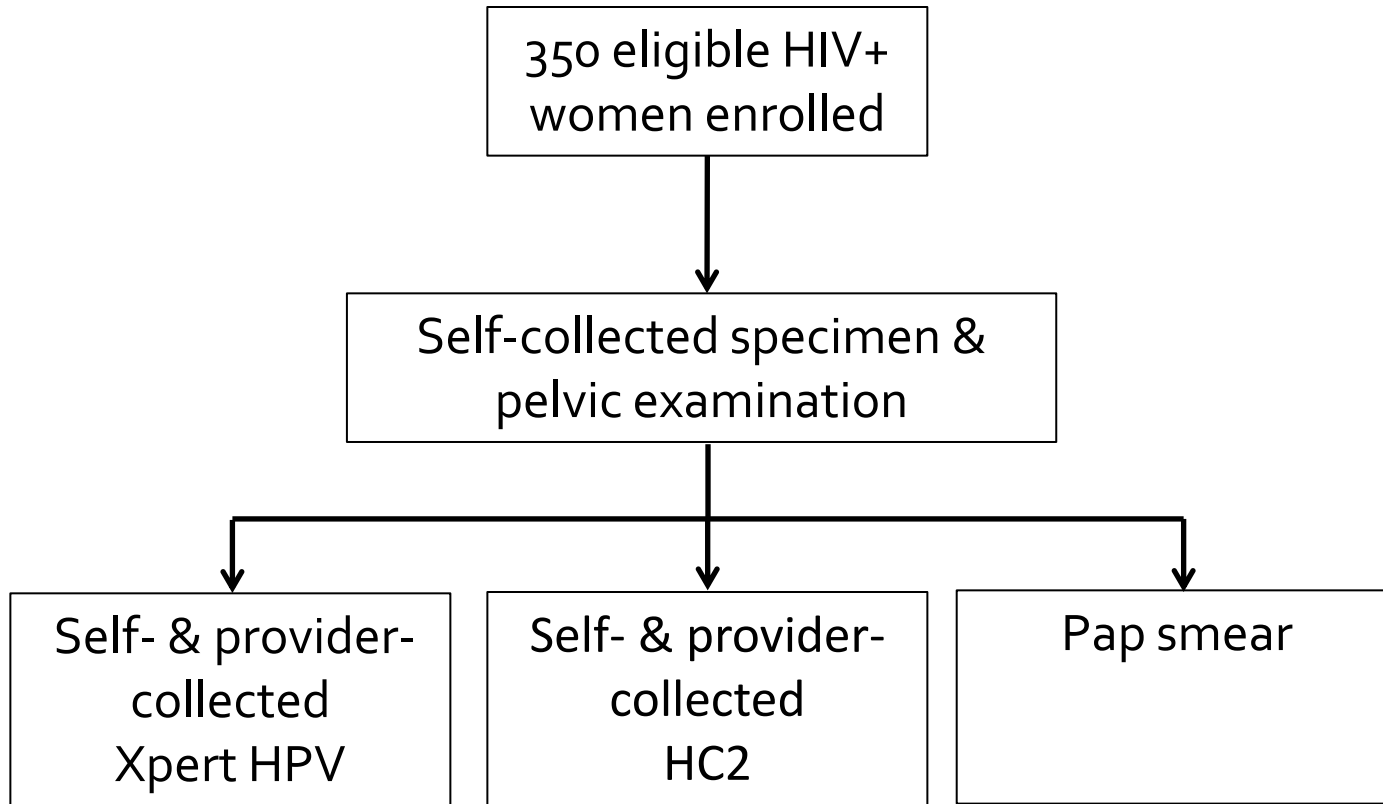 350 eligible HIV+
women enrolled
Self-collected specimen &
pelvic examination
Self- & provider-
collected
Xpert HPV
Self- & provider-
collected
HC2
Pap smear